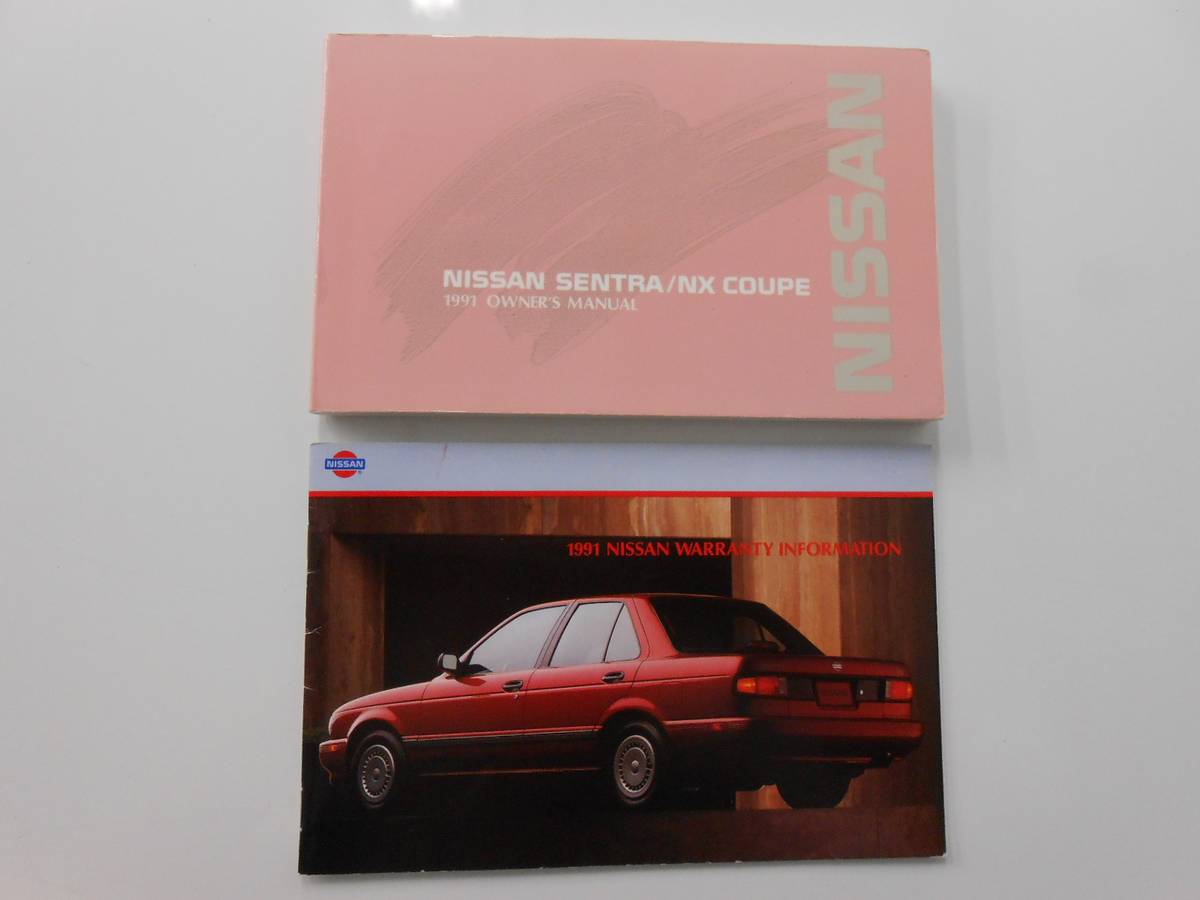 NISSAN
NISSAN SENTRA/NX COUPE
1991 OWNER'S MANUAL
NISSAN
1991 NISSAN WARRANTY INFORMATION